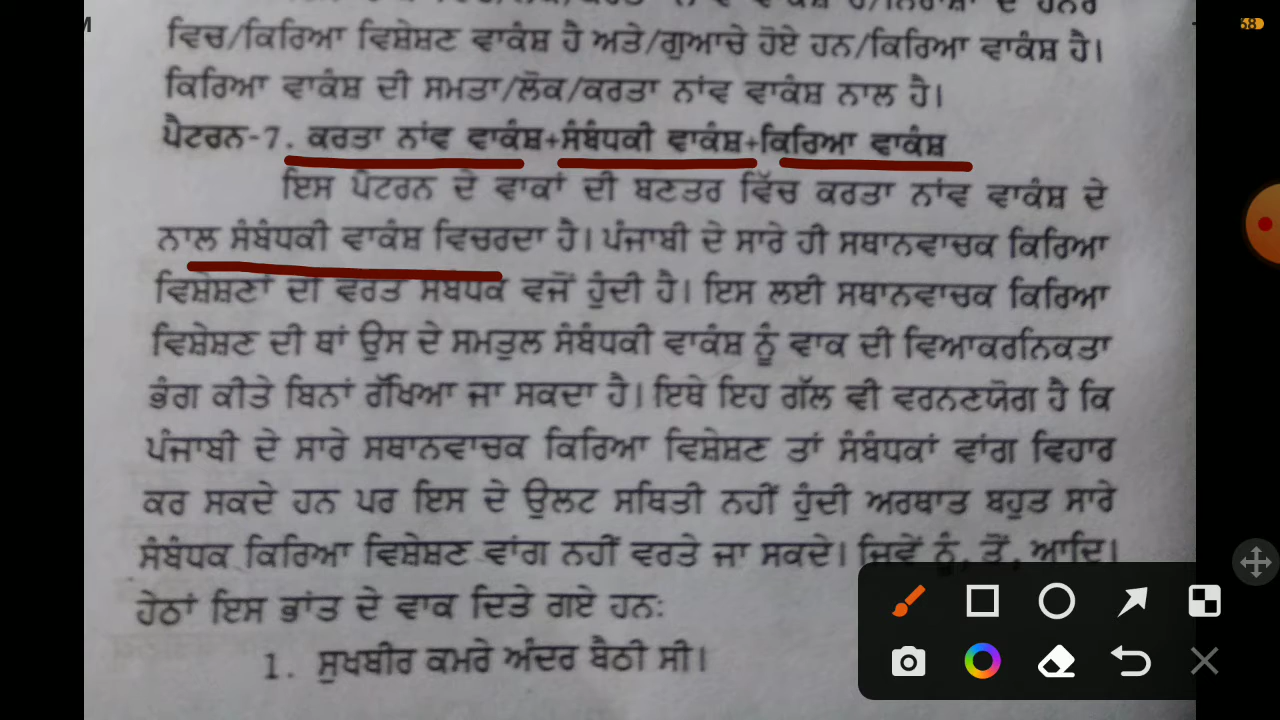 ਵਿਚ/ਕਿਰਿਆ ਵਿਸ਼ੇਸ਼ਣ ਵਾਕੰਸ਼ ਹੈ ਅਤੇ/ਗੁਆਚੇ ਹੋਏ ਹਨ/ਕਿਰਿਆ ਵਾਕੰਸ਼ ਹੈ।
ਕਿਰਿਆ ਵਾਕੰਸ਼ ਦੀ ਸਮਤਾ/ਲੋਕ/ਕਰਤਾ ਨਾਂਵ ਵਾਕੰਸ਼ ਨਾਲ ਹੈ।
ਪੈਟਰਨ-7. ਕਰਤਾ ਨਾਂਵ ਵਾਕੰਸ਼+ਸੰਬੰਧਕੀ ਵਾਕੰਸ਼+ਕਿਰਿਆ ਵਾਕੰਸ਼
ਇਸ ਪੈਟਰਨ ਦੇ ਵਾਕਾਂ ਦੀ ਬਣਤਰ ਵਿੱਚ ਕਰਤਾ ਨਾਂਵ ਵਾਕੰਸ਼ ਦੇ
ਨਾਲ ਸੰਬੰਧਕੀ ਵਾਕੰਸ਼ ਵਿਚਰਦਾ ਹੈ। ਪੰਜਾਬੀ ਦੇ ਸਾਰੇ ਹੀ ਸਥਾਨਵਾਚਕ ਕਿਰਿਆ
ਵਿਸ਼ੇਸ਼ਣਾਂ ਦੀ ਵਰਤੋਂ ਸੰਬੰਧਕ ਵਜੋਂ ਹੁੰਦੀ ਹੈ। ਇਸ ਲਈ ਸਥਾਨਵਾਚਕ ਕਿਰਿਆ
ਵਿਸ਼ੇਸ਼ਣ ਦੀ ਥਾਂ ਉਸ ਦੇ ਸਮਤੁਲ ਸੰਬੰਧਕੀ ਵਾਕੰਸ਼ ਨੂੰ ਵਾਕ ਦੀ ਵਿਆਕਰਨਿਕਤਾ
ਭੰਗ ਕੀਤੇ ਬਿਨਾਂ ਰੱਖਿਆ ਜਾ ਸਕਦਾ ਹੈ। ਇਥੇ ਇਹ ਗੱਲ ਵੀ ਵਰਨਣਯੋਗ ਹੈ ਕਿ
ਪੰਜਾਬੀ ਦੇ ਸਾਰੇ ਸਥਾਨਵਾਚਕ ਕਿਰਿਆ ਵਿਸ਼ੇਸ਼ਣ ਤਾਂ ਸੰਬੰਧਕਾਂ ਵਾਂਗ ਵਿਹਾਰ
ਕਰ ਸਕਦੇ ਹਨ ਪਰ ਇਸ ਦੇ ਉਲਟ ਸਥਿਤੀ ਨਹੀਂ ਹੁੰਦੀ ਅਰਥਾਤ ਬਹੁਤ ਸਾਰੇ
ਸੰਬੰਧਕ ਕਿਰਿਆ ਵਿਸ਼ੇਸ਼ਣ ਵਾਂਗ ਨਹੀਂ ਵਰਤੇ ਜਾ ਸਕਦੇ। ਜਿਵੇਂ ਨੂੰ, ਤੋਂ, ਆਦਿ।
ਹੇਠਾਂ ਇਸ ਭਾਂਤ ਦੇ ਵਾਕ ਦਿਤੇ ਗਏ ਹਨ:
1. ਸੁਖਬੀਰ ਕਮਰੇ ਅੰਦਰ ਬੈਠੀ ਸੀ।